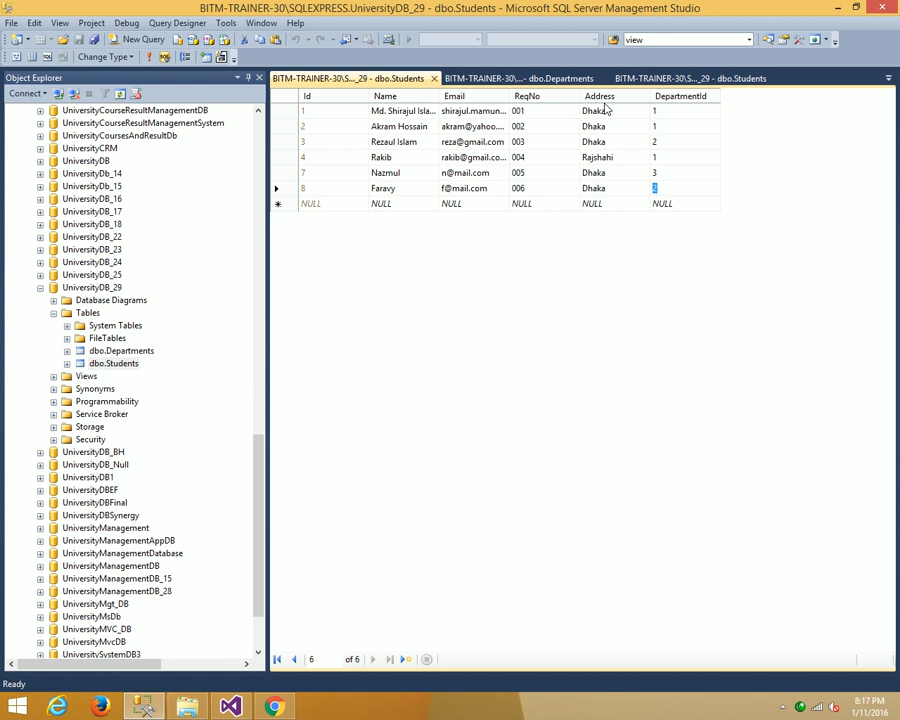 BITM-TRAINER-30\SQLEXPRESS.UniversityDB_29 - dbo.Students - Microsoft SQL Server Management Studio
File Edit View Project Debug Query Designer Tools Window Help
New Query view
Change Type
Object Explorer
BITM-TRAINER-30\S..._29 - dbo.Students BITM-TRAINER-30\...- dbo.Departments BITM-TRAINER-30\S..._29 - dbo.Students
Connect
Id Name Email ReqNo Address DepartmentId
1 Md. Shirajul Isla... shirajul.mamun... 001 Dhaka 1
2 Akram Hossain akram@yahoo.... 002 Dhaka 1
3 Rezaul Islam reza@gmail.com 003 Dhaka 2
4 Rakib rakib@gmail.co... 004 Rajshahi 1
7 Nazmul n@mail.com 005 Dhaka 3
8 Faravy f@mail.com 006 Dhaka 2
NULL NULL NULL NULL NULL NULL
UniversityCourseResultManagementDB
UniversityCourseResultManagementSystem
UniversityCoursesAndResultDb
UniversityCRM
UniversityDB
UniversityDb_14
UniversityDb_15
UniversityDB_16
UniversityDB_17
UniversityDB_18
UniversityDB_22
UniversityDB_23
UniversityDB_24
UniversityDB_25
UniversityDB_29
Database Diagrams
Tables
System Tables
FileTables
dbo.Departments
dbo.Students
Views
Synonyms
Programmability
Service Broker
Storage
Security
UniversityDB_BH
UniversityDB_Null
UniversityDB1
UniversityDBEF
UniversityDBFinal
UniversityDBSynergy
UniversityManagement
UniversityManagementAppDB
UniversityManagementDatabase
UniversityManagementDB
UniversityManagementDB_15
UniversityManagementDB_28
UniversityMgt_DB
UniversityMsDb
UniversityMVC_DB
UniversityMvcDB
UniversitySystemDB3
6 of 6
Ready
8:17 PM
1/11/2016